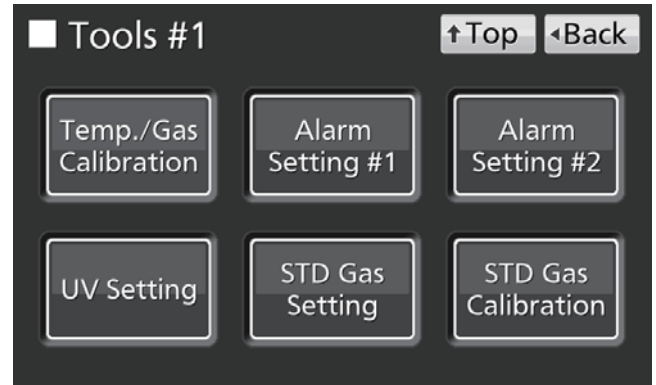 Tools #1
↑Top
◂Back
Temp./Gas
Calibration
Alarm
Setting #1
Alarm
Setting #2
UV Setting
STD Gas
Setting
STD Gas
Calibration